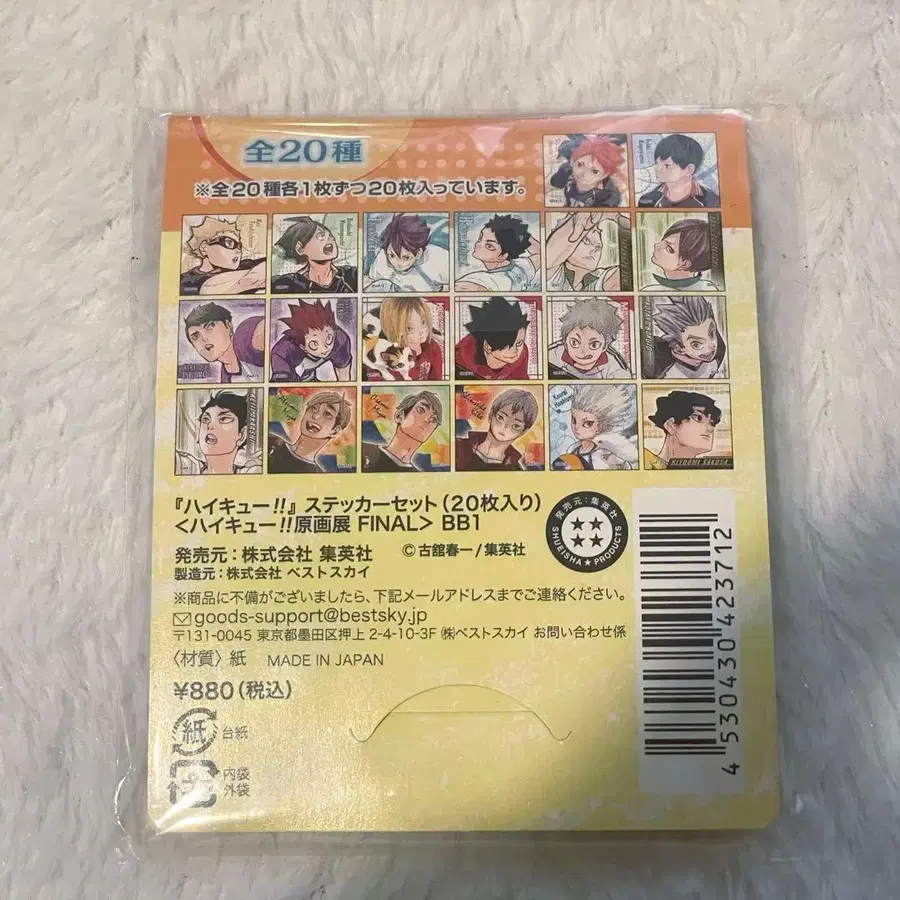 全20種
※全20種各1枚ずつ20枚入っています。
KIYOOMI SAKUSA
『ハイキュー!!』 ステッカーセット (20枚入り)
<ハイキュー!!原画展 FINAL> BB1
発売元：株式会社 集英社 ©古舘春一/集英社
製造元：株式会社 ベストスカイ
発売元：集英社
SHUEISHA★PRODUCTS
※商品に不備がございましたら、下記メールアドレスまでご連絡ください。
goods-support@bestsky.jp
〒131-0045 東京都墨田区押上 2-4-10-3F ㈱ベストスカイ お問い合わせ係
〈材質〉紙 MADE IN JAPAN
¥880(税込)
紙 台紙
内袋
外袋
4 530430 423712